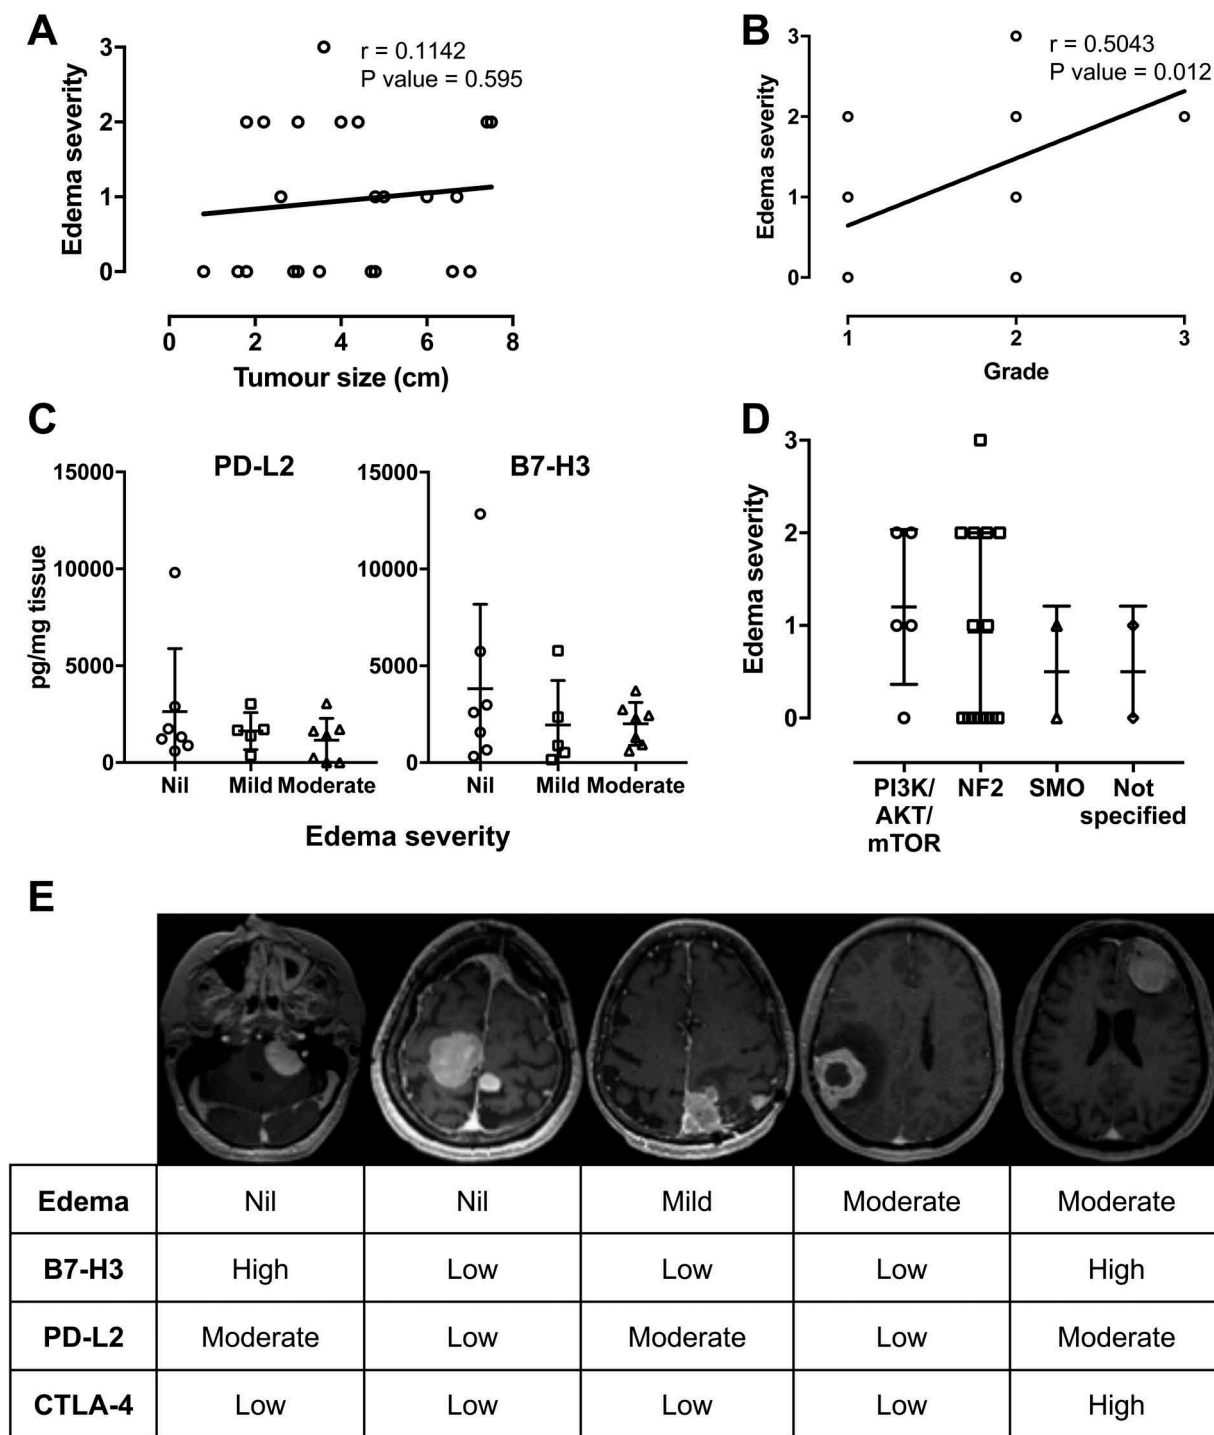 A
3
2
1
0
Edema severity
r = 0.1142
P value = 0.595
0 2 4 6 8
Tumour size (cm)
B
3
2
1
0
Edema severity
r = 0.5043
P value = 0.012
1 2 3
Grade
C
PD-L2
15000
10000
5000
0
pg/mg tissue
Nil Mild Moderate
B7-H3
15000
10000
5000
0
Nil Mild Moderate
Edema severity
D
3
2
1
0
Edema severity
PI3K/ NF2 SMO Not
AKT/ specified
mTOR
E
Edema Nil Nil Mild Moderate Moderate
B7-H3 High Low Low Low High
PD-L2 Moderate Low Moderate Low Moderate
CTLA-4 Low Low Low Low High